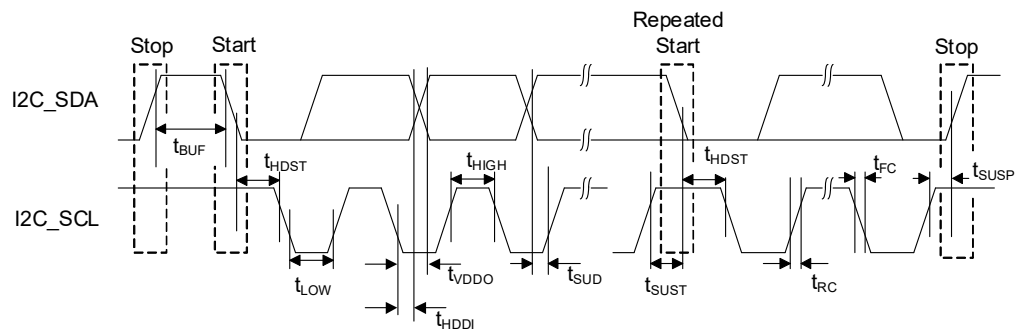 Repeated
Stop Start Start Stop
I2C_SDA
tBUF
tHDST tHIGH tHDST tFC tSUSP
I2C_SCL
tLOW tVDDO tSUD tSUST tRC
tHDDI